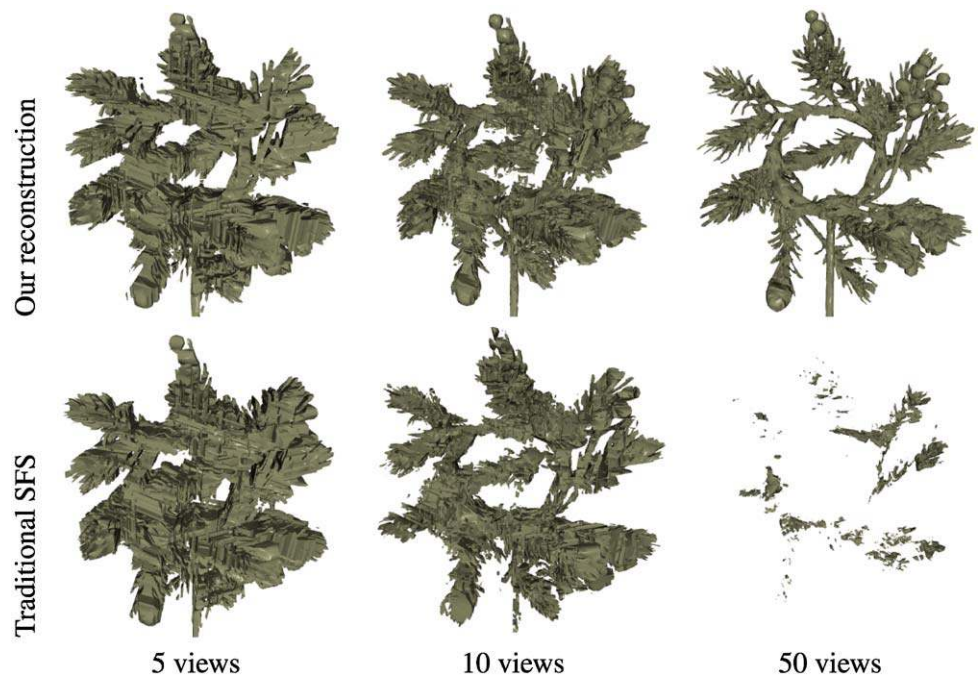 Our reconstruction
Traditional SFS
5 views
10 views
50 views